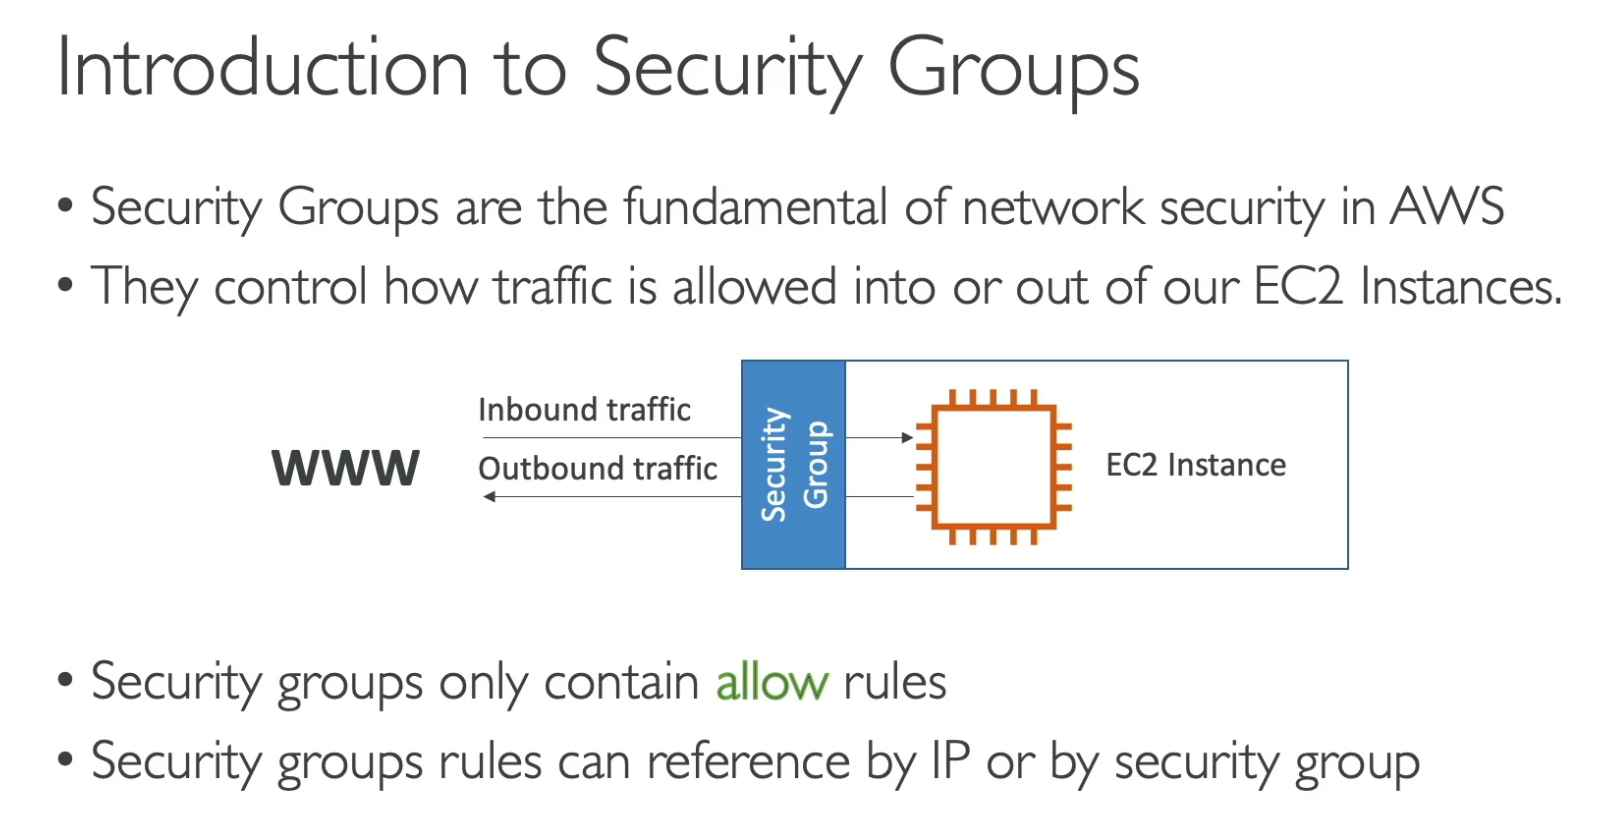 Introduction to Security Groups
• Security Groups are the fundamental of network security in AWS
• They control how traffic is allowed into or out of our EC2 Instances.
Inbound traffic
WWW
Outbound traffic
Security
Group
EC2 Instance
• Security groups only contain allow rules
• Security groups rules can reference by IP or by security group